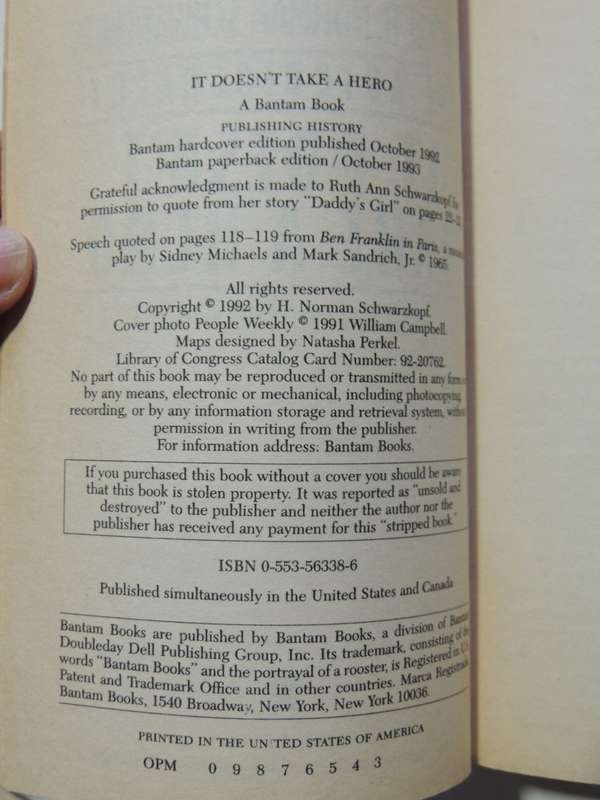 IT DOESN'T TAKE A HERO
A Bantam Book
PUBLISHING HISTORY
Bantam hardcover edition published October 1992
Bantam paperback edition / October 1993
Grateful acknowledgment is made to Ruth Ann Schwarzkopf for
permission to quote from her story "Daddy's Girl" on pages
Speech quoted on pages 118–119 from Ben Franklin in Paris, a
play by Sidney Michaels and Mark Sandrich, Jr. © 1965.
All rights reserved.
Copyright © 1992 by H. Norman Schwarzkopf.
Cover photo People Weekly © 1991 William Campbell.
Maps designed by Natasha Perkel.
Library of Congress Catalog Card Number: 92-20762.
No part of this book may be reproduced or transmitted in any form or
by any means, electronic or mechanical, including photocopying,
recording, or by any information storage and retrieval system, without
permission in writing from the publisher.
For information address: Bantam Books.
If you purchased this book without a cover you should be aware
that this book is stolen property. It was reported as "unsold and
destroyed" to the publisher and neither the author nor the
publisher has received any payment for this "stripped book."
ISBN 0-553-56338-6
Published simultaneously in the United States and Canada
Bantam Books are published by Bantam Books, a division of Bantam
Doubleday Dell Publishing Group, Inc. Its trademark, consisting of the
words "Bantam Books" and the portrayal of a rooster, is Registered in U.S.
Patent and Trademark Office and in other countries. Marca Registrada.
Bantam Books, 1540 Broadway, New York, New York 10036.
PRINTED IN THE UNITED STATES OF AMERICA
OPM 0 9 8 7 6 5 4 3